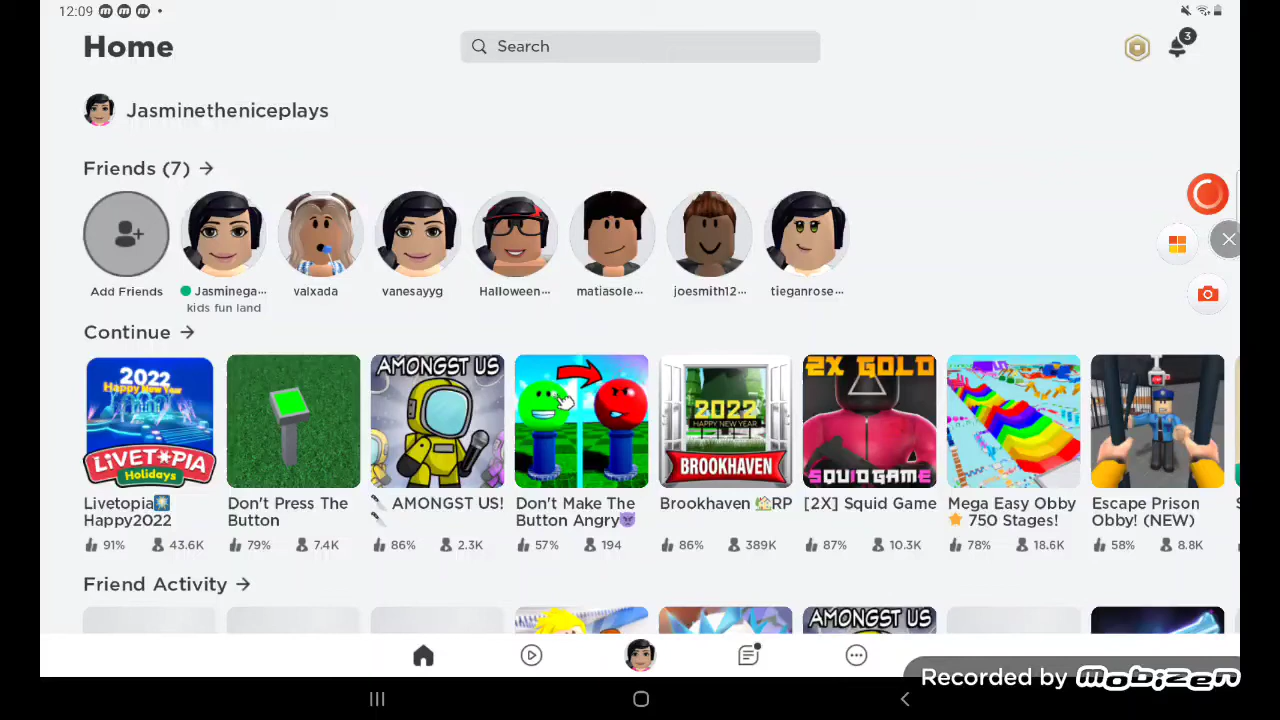 12:09
Home
Search
3
Jasminetheniceplays
Friends (7)
Add Friends
Jasminega...
valxada
vanesayyg
Halloween...
matiasole...
joesmith12...
tieganrose...
kids fun land
Continue
2022
Happy New Year
LIVETOPIA
Holidays
AMONGST US
2022
HAPPY NEW YEAR
BROOKHAVEN
2X GOLD
SQUID GAME
Livetopia🎆
Happy2022
Don't Press The
Button
🔪 AMONGST US!
🔪
Don't Make The
Button Angry😈
Brookhaven 🏡RP
[2X] Squid Game
Mega Easy Obby
⭐ 750 Stages!
Escape Prison
Obby! (NEW)
91% 43.6K
79% 7.4K
86% 2.3K
57% 194
86% 389K
87% 10.3K
78% 18.6K
58% 8.8K
Friend Activity
AMONGST US
Recorded by mobizen